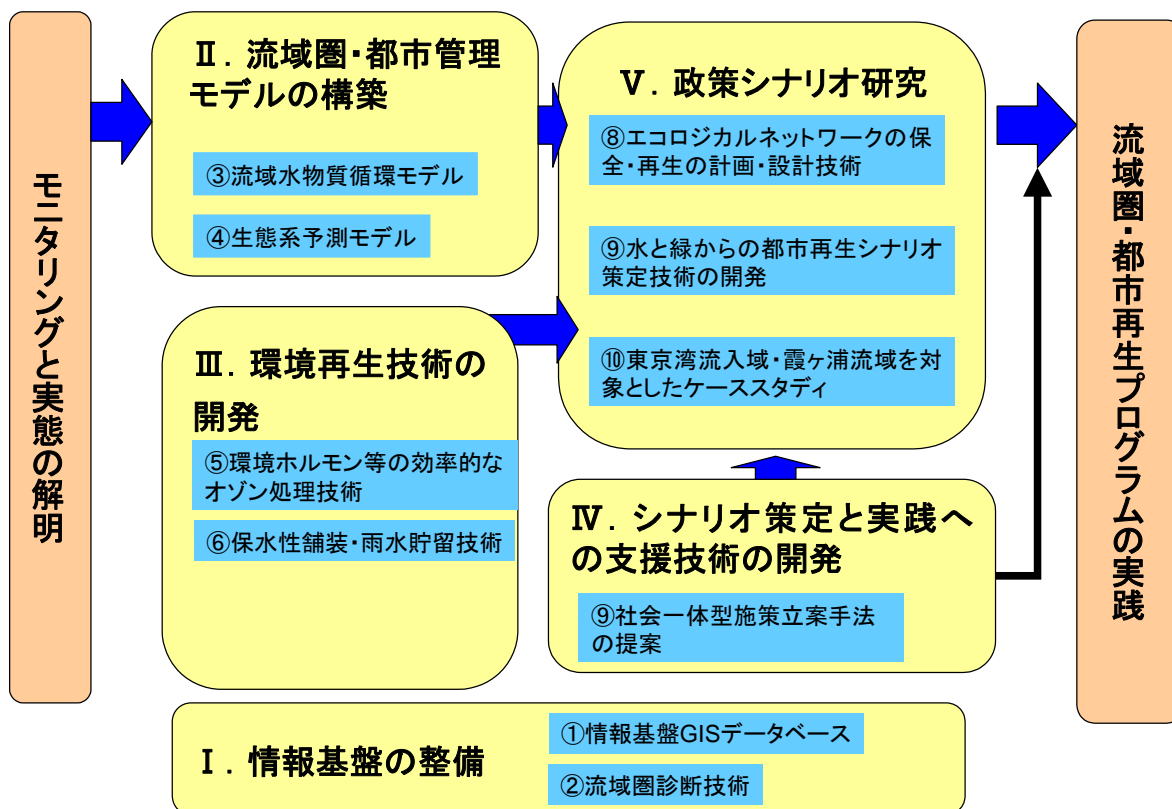 モニタリングと実態の解明
Ⅱ．流域圏・都市管理
モデルの構築
③流域水物質循環モデル
④生態系予測モデル
Ⅲ．環境再生技術の
開発
⑤環境ホルモン等の効率的な
オゾン処理技術
⑥保水性舗装・雨水貯留技術
Ⅴ．政策シナリオ研究
⑧エコロジカルネットワークの保
全・再生の計画・設計技術
⑨水と緑からの都市再生シナリオ
策定技術の開発
⑩東京湾流入域・霞ヶ浦流域を対
象としたケーススタディ
Ⅳ．シナリオ策定と実践へ
の支援技術の開発
⑨社会一体型施策立案手法
の提案
Ⅰ．情報基盤の整備
①情報基盤GISデータベース
②流域圏診断技術
流域圏・都市再生プログラムの実践